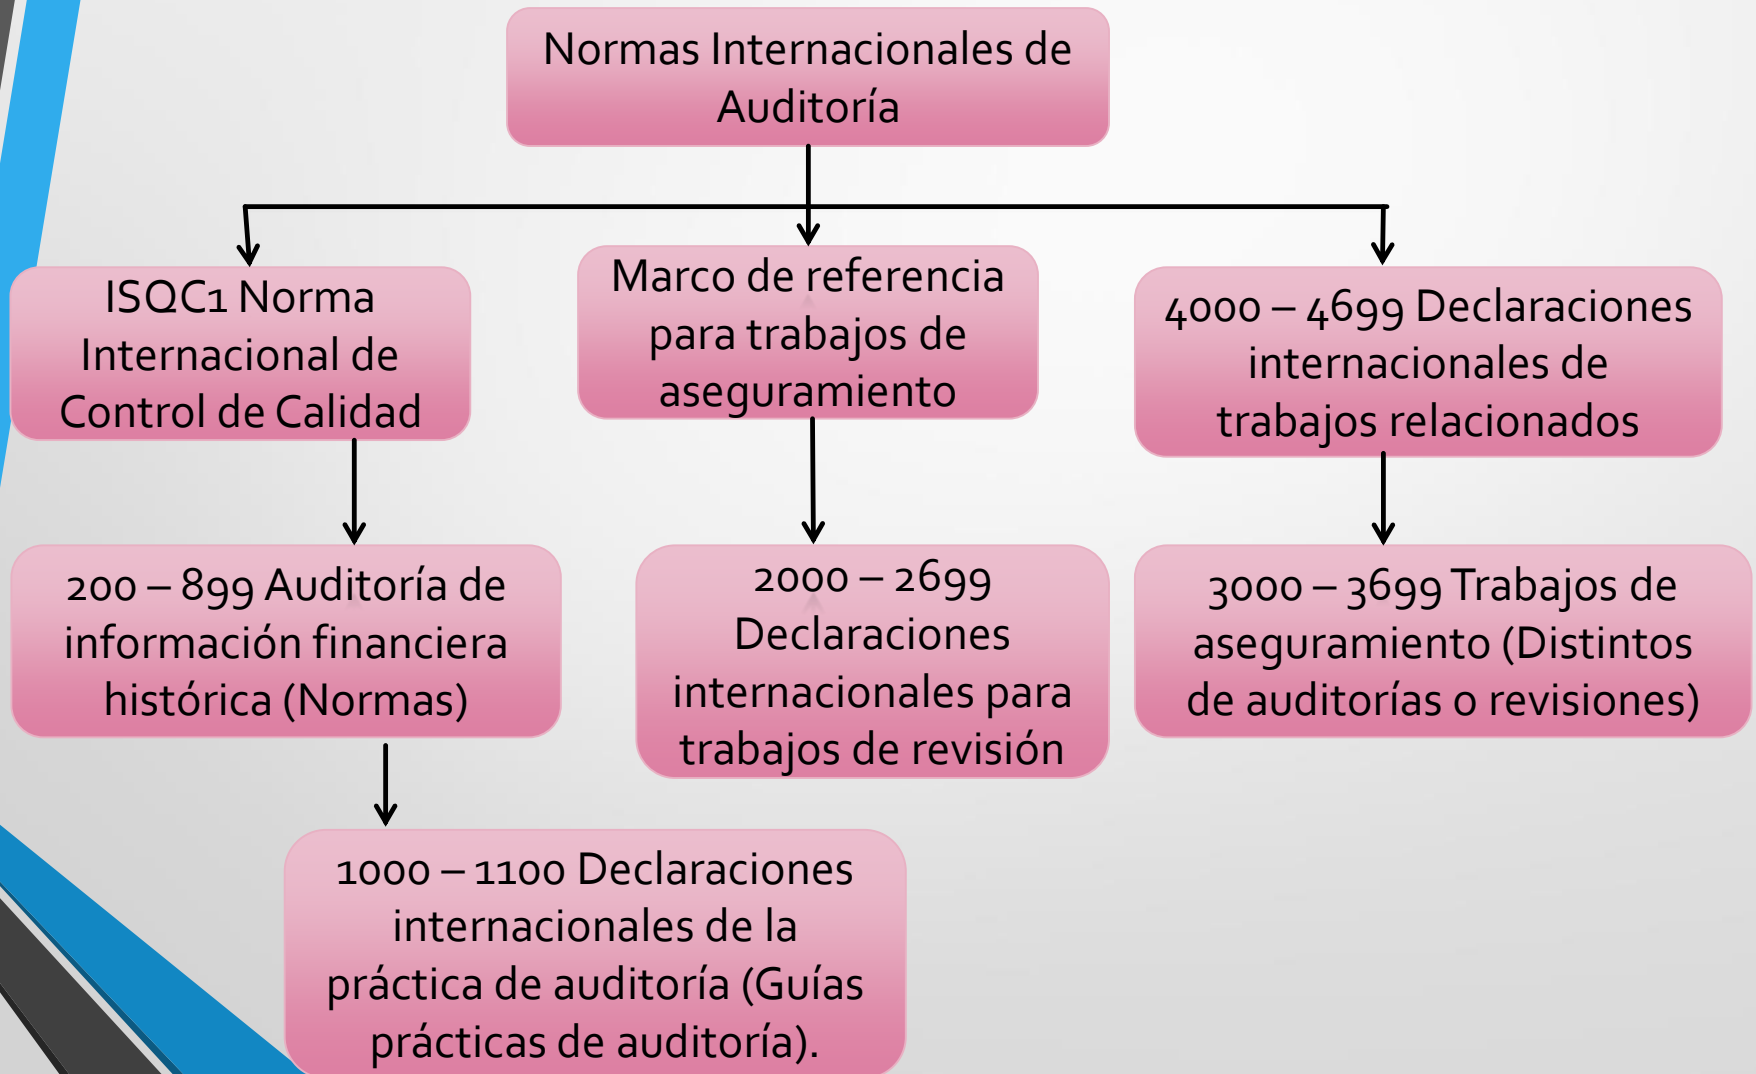 Normas Internacionales de
Auditoría
ISQC1 Norma
Internacional de
Control de Calidad
Marco de referencia
para trabajos de
aseguramiento
4000 – 4699 Declaraciones
internacionales de
trabajos relacionados
200 – 899 Auditoría de
información financiera
histórica (Normas)
2000 – 2699
Declaraciones
internacionales para
trabajos de revisión
3000 – 3699 Trabajos de
aseguramiento (Distintos
de auditorías o revisiones)
1000 – 1100 Declaraciones
internacionales de la
práctica de auditoría (Guías
prácticas de auditoría).